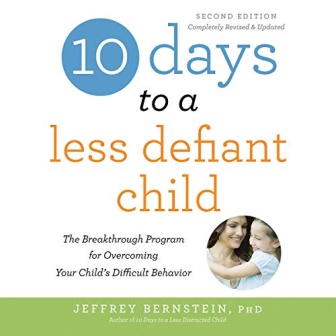 SECOND EDITION
Completely Revised & Updated
10 days
to a
less defiant
child
The Breakthrough Program
for Overcoming
Your Child's Difficult Behavior
JEFFREY BERNSTEIN, PHD
Author of 10 Days to a Less Distracted Child